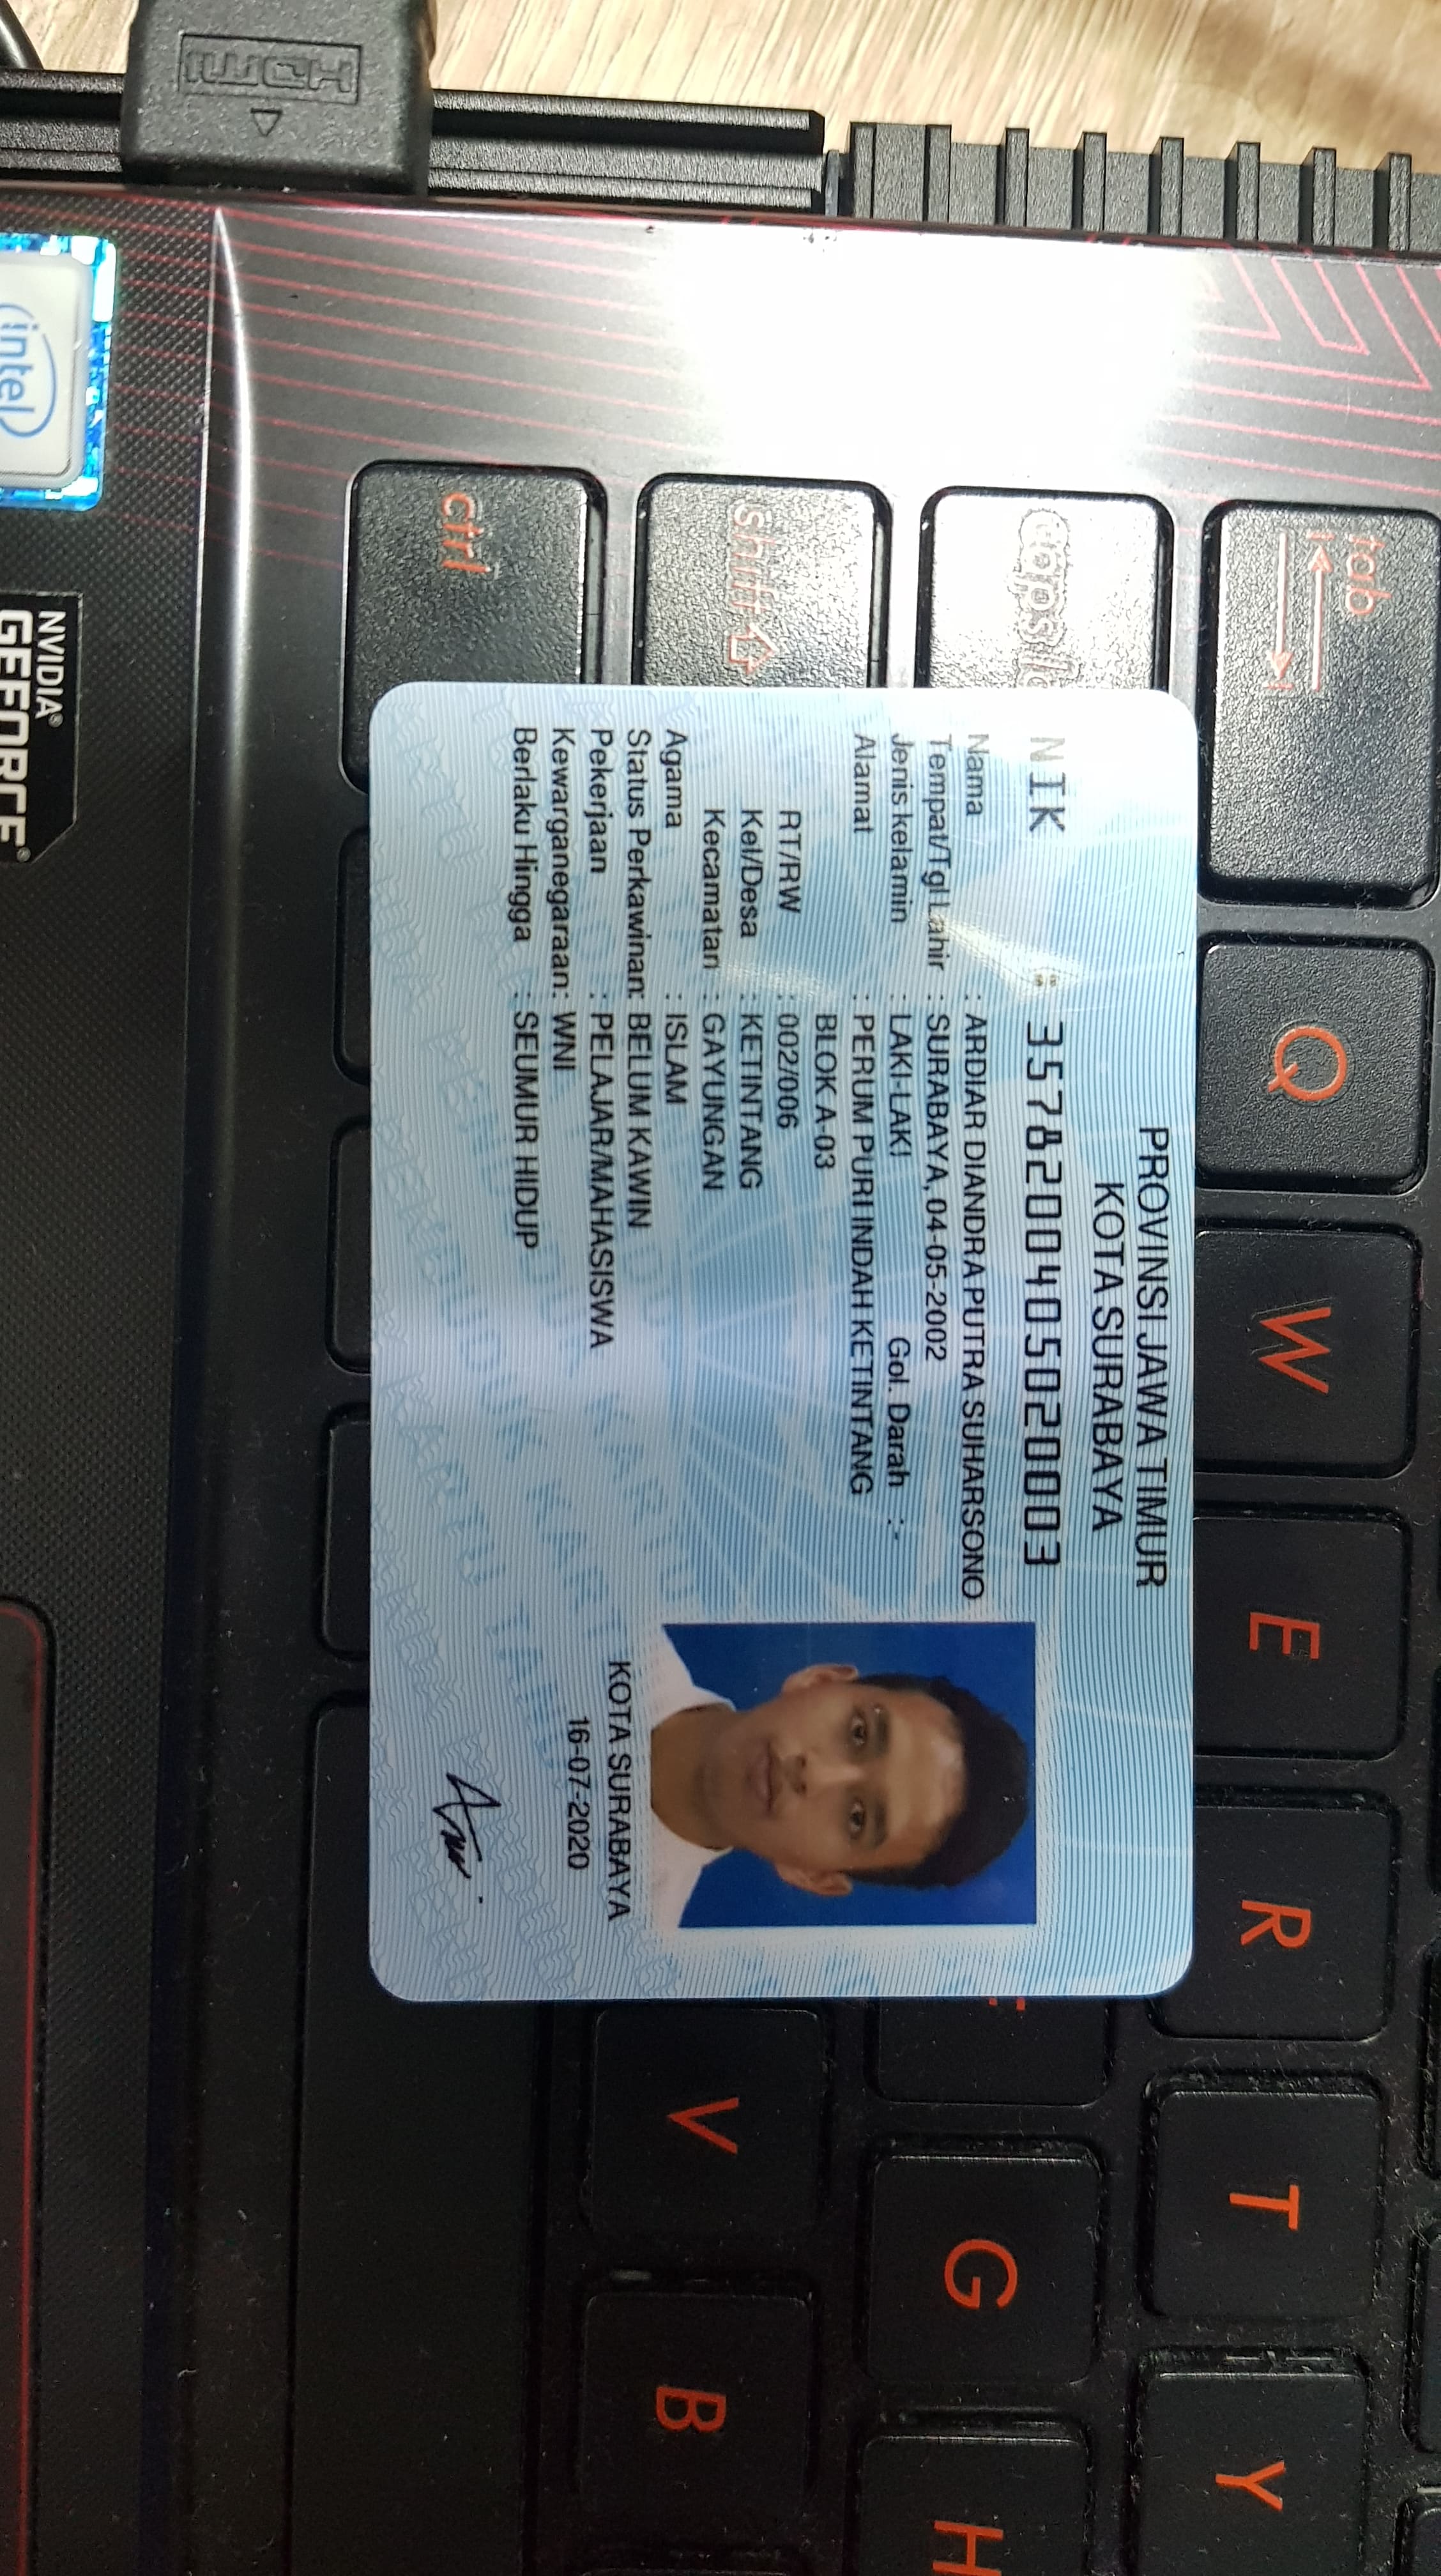 PROVINSI JAWA TIMUR
KOTA SURABAYA
NIK : 3578200405020003
Nama : ARDIAR DIANDRA PUTRA SUHARSONO
Tempat/Tgl Lahir : SURABAYA, 04-05-2002
Jenis kelamin : LAKI-LAKI Gol. Darah :-
Alamat : PERUM PURI INDAH KETINTANG
BLOK A-03
RT/RW : 002/006
Kel/Desa : KETINTANG
Kecamatan : GAYUNGAN
Agama : ISLAM
Status Perkawinan: BELUM KAWIN
Pekerjaan : PELAJAR/MAHASISWA
Kewarganegaraan: WNI
Berlaku Hingga : SEUMUR HIDUP
KOTA SURABAYA
16-07-2020
HDMI
intel
NVIDIA®
GEFORCE®
tab
caps
shift
ctrl
Q
W
E
R
T
Y
G
H
V
B